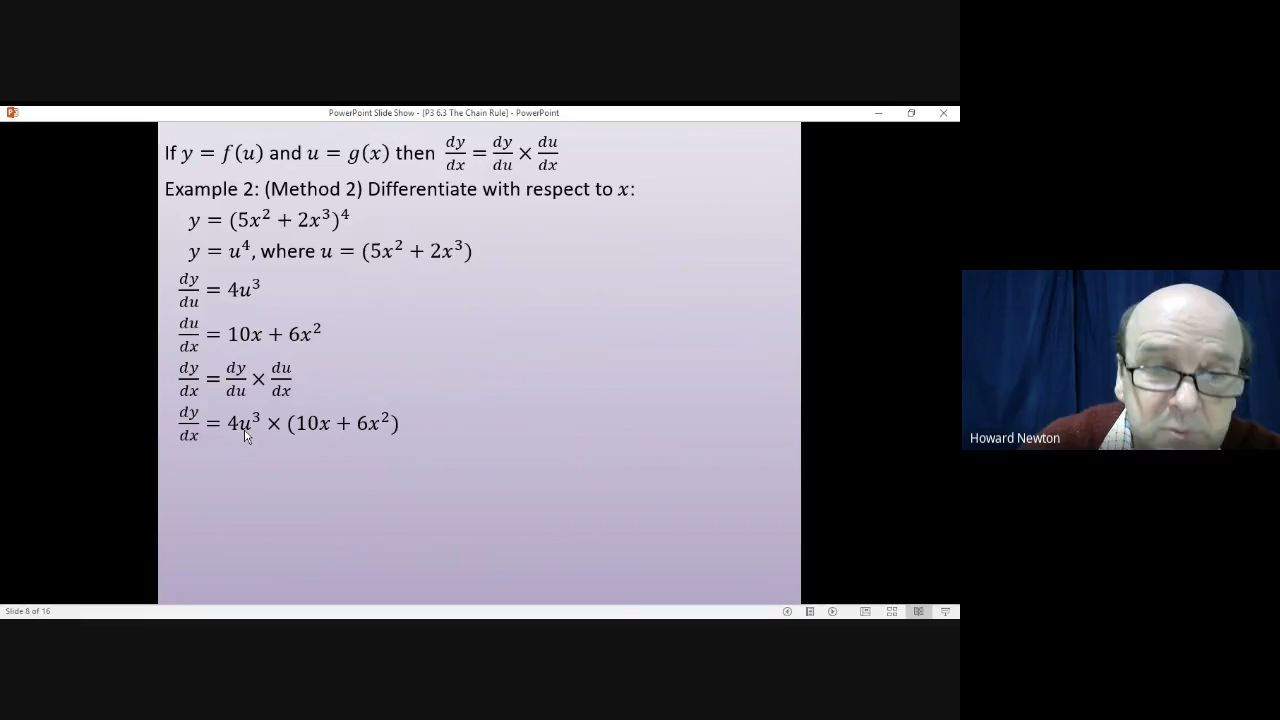 PowerPoint Slide Show - [P3 6.3 The Chain Rule] - PowerPoint
If y = f(u) and u = g(x) then dy/dx = dy/du × du/dx
Example 2: (Method 2) Differentiate with respect to x:
y = (5x² + 2x³)⁴
y = u⁴, where u = (5x² + 2x³)
dy/du = 4u³
du/dx = 10x + 6x²
dy/dx = dy/du × du/dx
dy/dx = 4u³ × (10x + 6x²)
Howard Newton
Slide 8 of 16